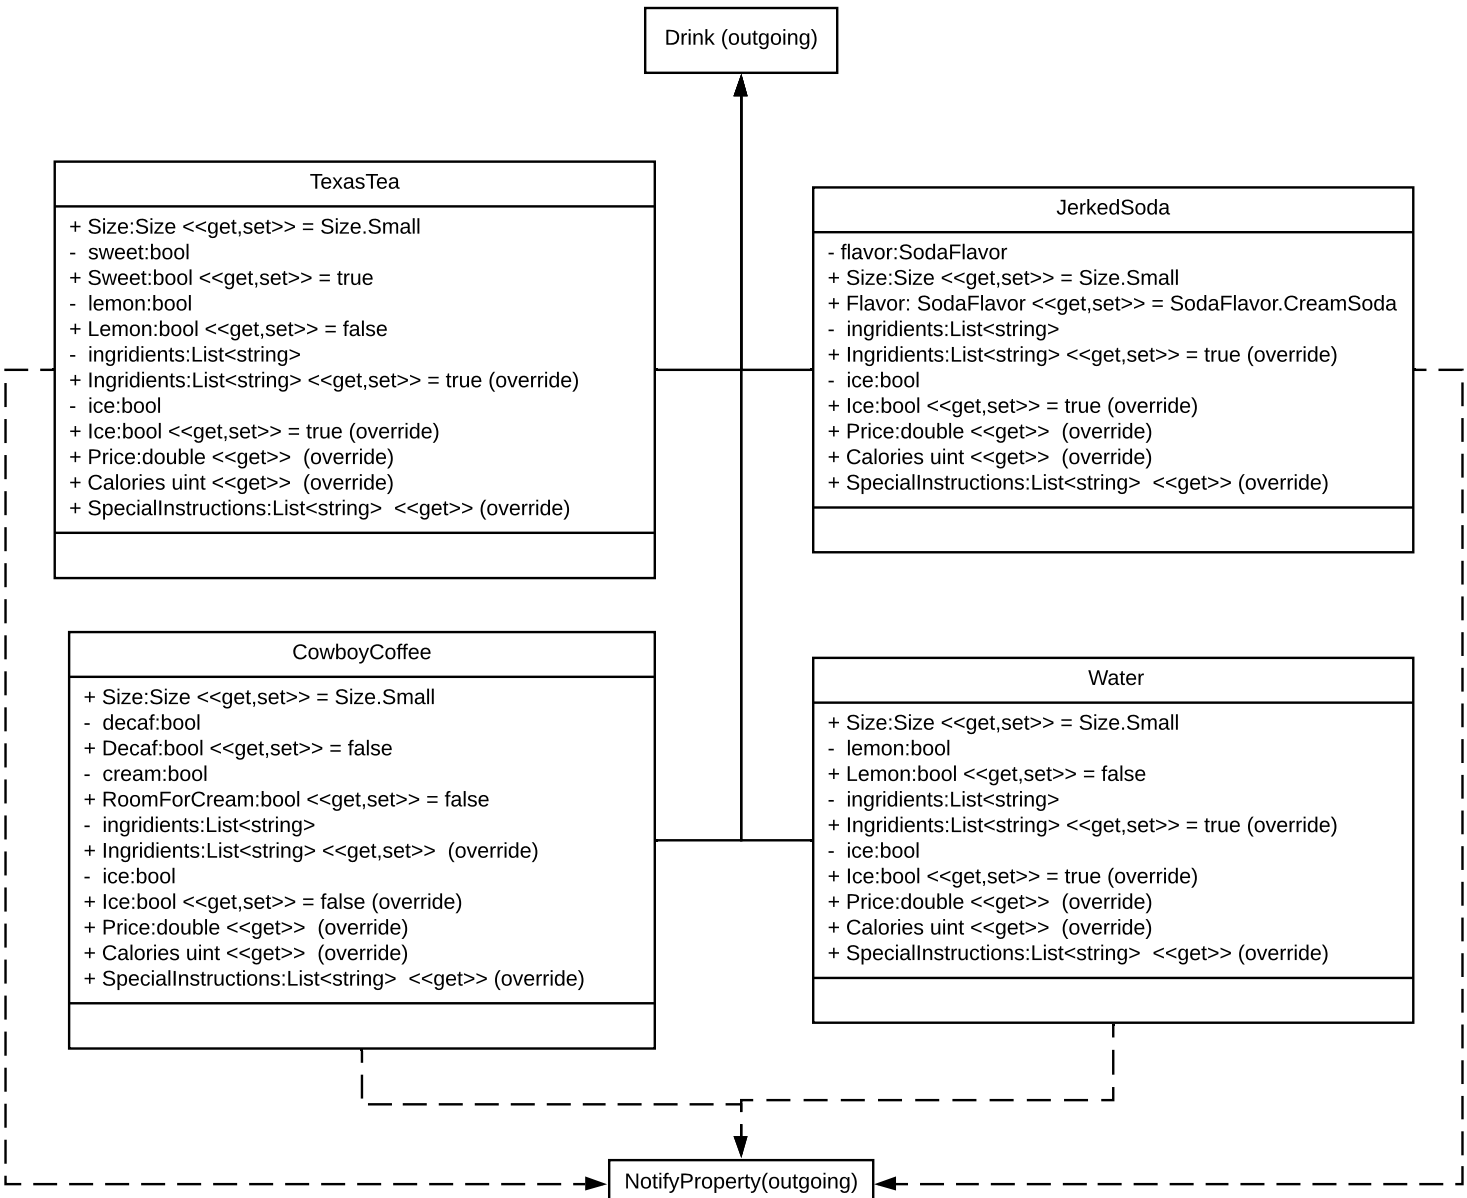 Drink (outgoing)
TexasTea
+ Size:Size <<get,set>> = Size.Small
-  sweet:bool
+ Sweet:bool <<get,set>> = true
-  lemon:bool
+ Lemon:bool <<get,set>> = false
-  ingridients:List<string>
+ Ingridients:List<string> <<get,set>> = true (override)
-  ice:bool
+ Ice:bool <<get,set>> = true (override)
+ Price:double <<get>>  (override)
+ Calories uint <<get>>  (override)
+ SpecialInstructions:List<string>  <<get>> (override)
JerkedSoda
- flavor:SodaFlavor
+ Size:Size <<get,set>> = Size.Small
+ Flavor: SodaFlavor <<get,set>> = SodaFlavor.CreamSoda
-  ingridients:List<string>
+ Ingridients:List<string> <<get,set>> = true (override)
-  ice:bool
+ Ice:bool <<get,set>> = true (override)
+ Price:double <<get>>  (override)
+ Calories uint <<get>>  (override)
+ SpecialInstructions:List<string>  <<get>> (override)
CowboyCoffee
+ Size:Size <<get,set>> = Size.Small
-  decaf:bool
+ Decaf:bool <<get,set>> = false
-  cream:bool
+ RoomForCream:bool <<get,set>> = false
-  ingridients:List<string>
+ Ingridients:List<string> <<get,set>>  (override)
-  ice:bool
+ Ice:bool <<get,set>> = false (override)
+ Price:double <<get>>  (override)
+ Calories uint <<get>>  (override)
+ SpecialInstructions:List<string>  <<get>> (override)
Water
+ Size:Size <<get,set>> = Size.Small
-  lemon:bool
+ Lemon:bool <<get,set>> = false
-  ingridients:List<string>
+ Ingridients:List<string> <<get,set>> = true (override)
-  ice:bool
+ Ice:bool <<get,set>> = true (override)
+ Price:double <<get>>  (override)
+ Calories uint <<get>>  (override)
+ SpecialInstructions:List<string>  <<get>> (override)
NotifyProperty(outgoing)